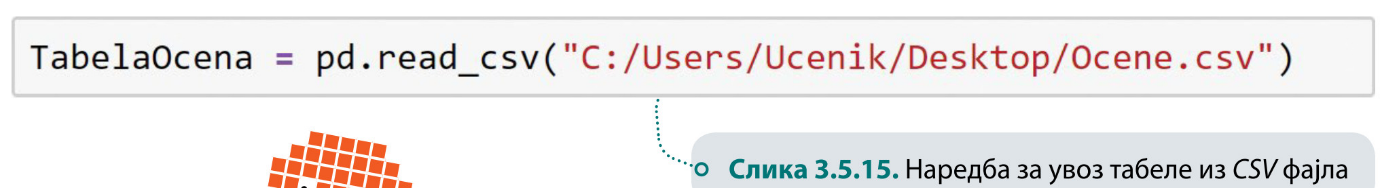 TabelaOcena = pd.read_csv("C:/Users/Ucenik/Desktop/Ocene.csv")
Слика 3.5.15. Наредба за увоз табеле из CSV фајла